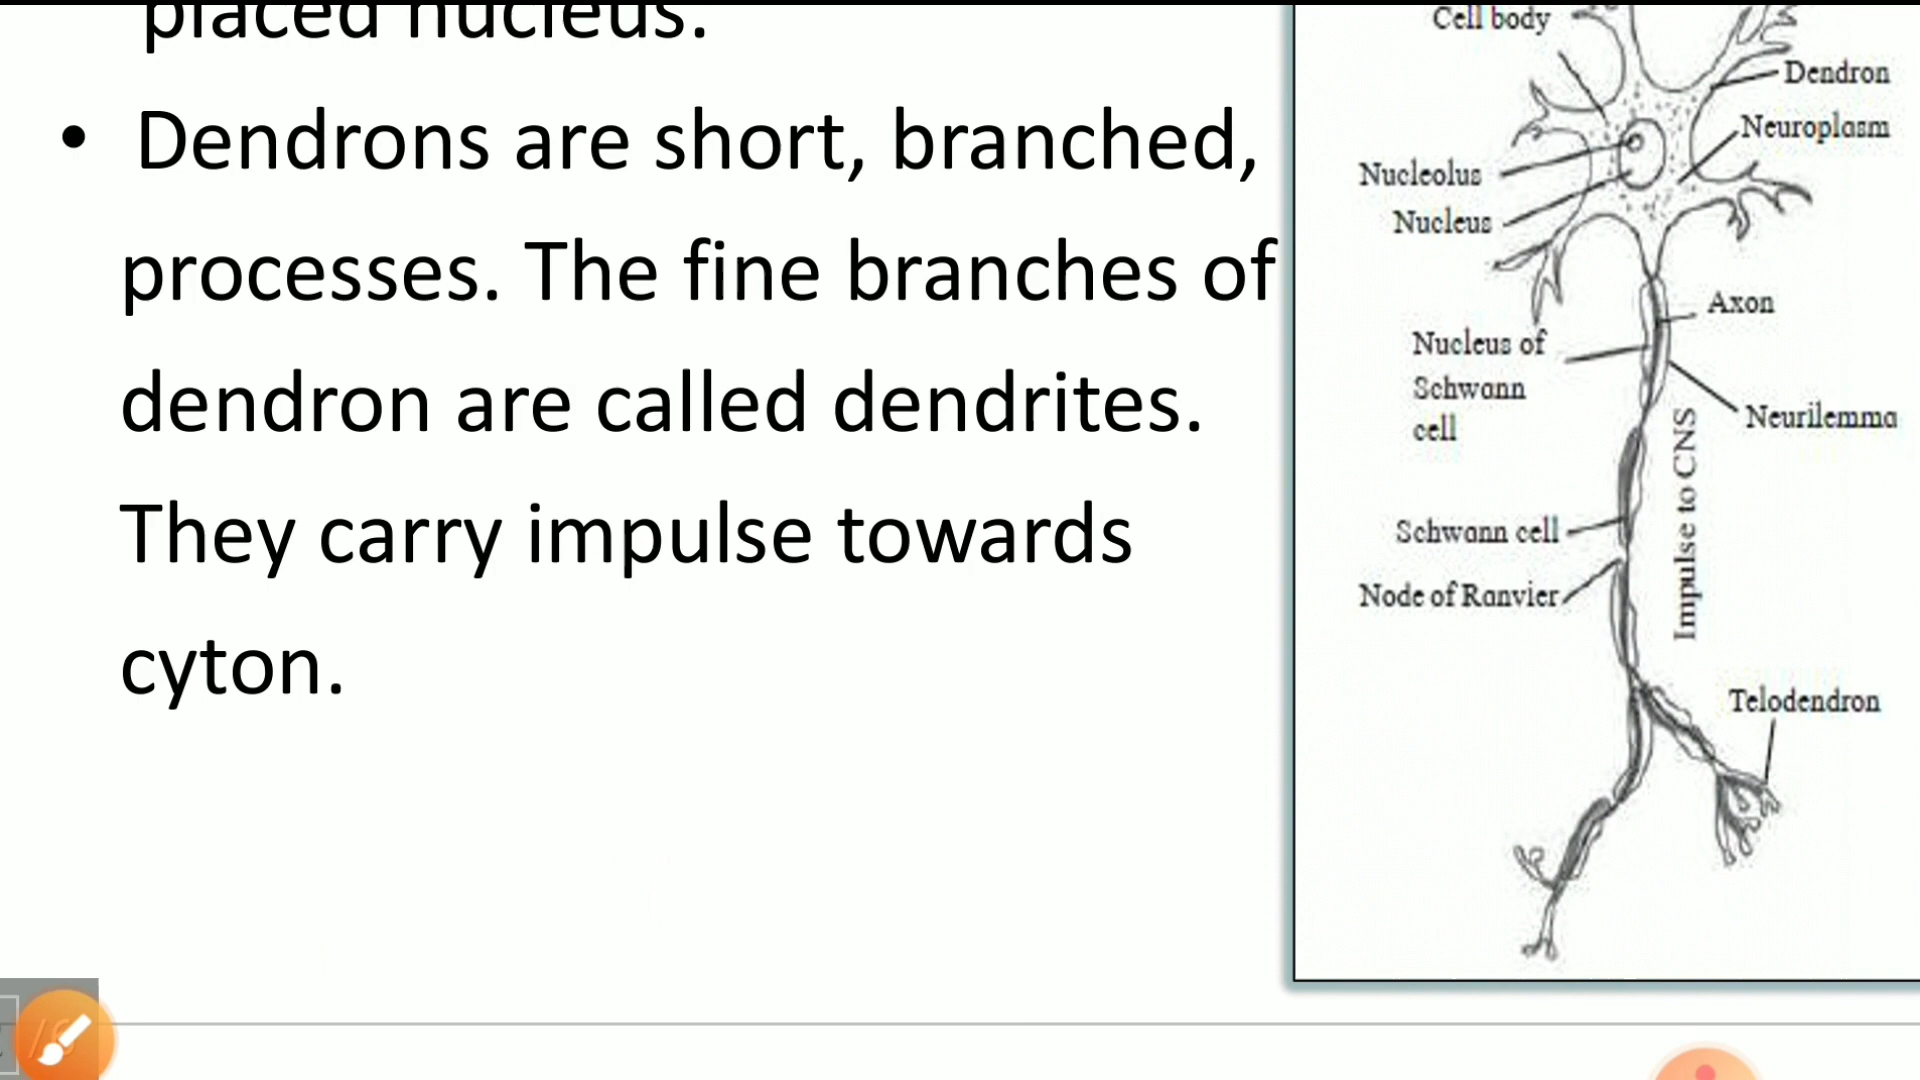 placed nucleus.
• Dendrons are short, branched,
processes. The fine branches of
dendron are called dendrites.
They carry impulse towards
cyton.
Cell body
Dendron
Neuroplasm
Nucleolus
Nucleus
Axon
Nucleus of
Schwann
cell
Neurilemma
Impulse to CNS
Schwann cell
Node of Ranvier
Telodendron